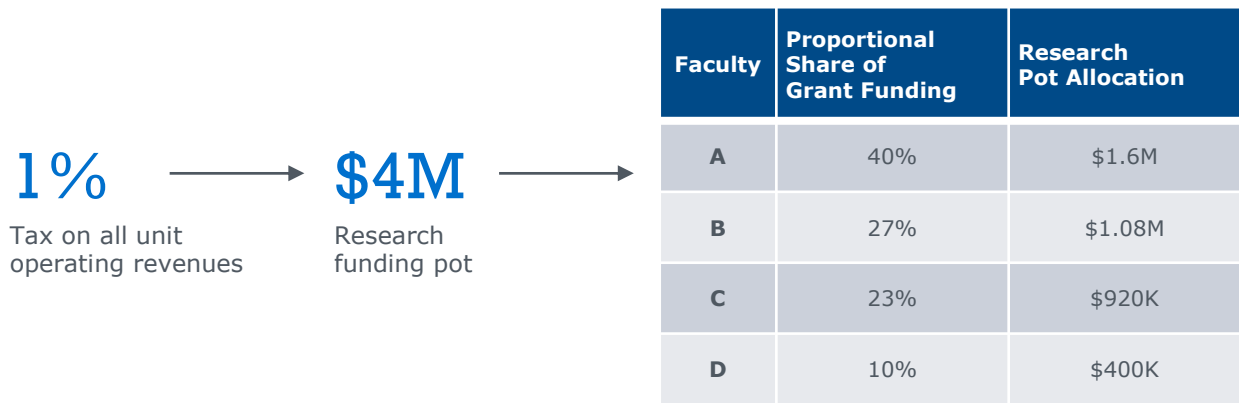 1%
Tax on all unit
operating revenues
$4M
Research
funding pot
Faculty
Proportional
Share of
Grant Funding
Research
Pot Allocation
A 40% $1.6M
B 27% $1.08M
C 23% $920K
D 10% $400K